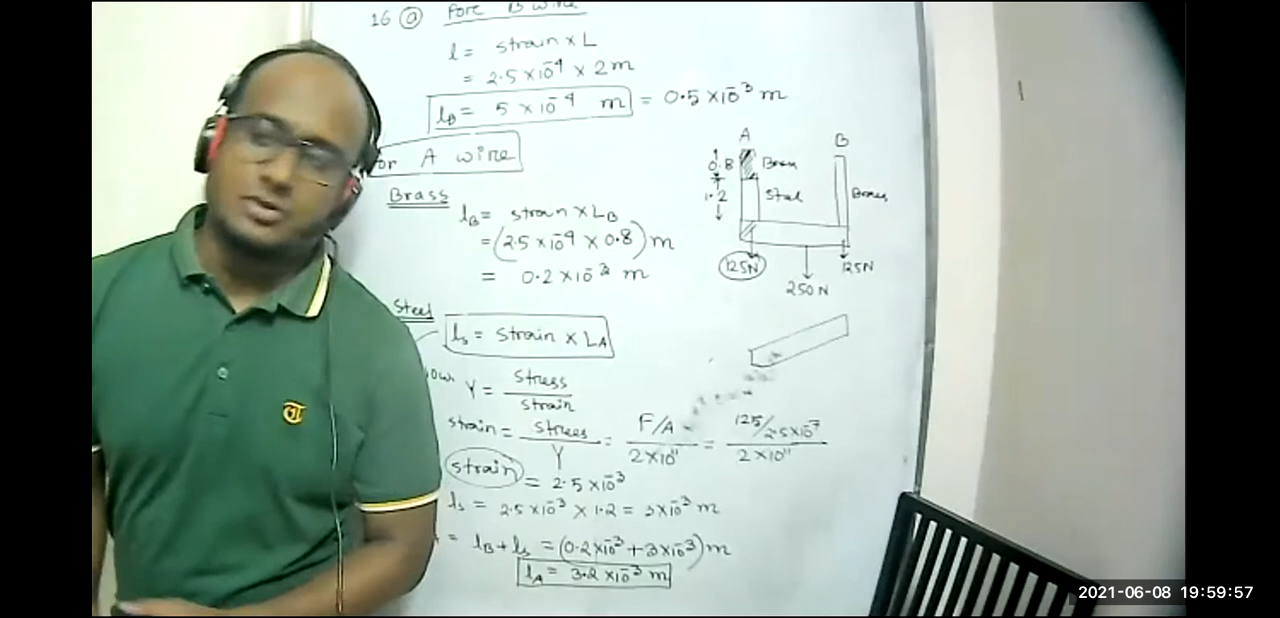 16 (a) Fore B wire
l = strain × L
= 2.5 × 10⁻⁴ × 2 m
l_B = 5 × 10⁻⁴ m = 0.5 × 10⁻³ m
For A wire
Brass
l_B = strain × L_B
= (2.5 × 10⁻⁴ × 0.8) m
= 0.2 × 10⁻³ m
Steel
l_s = Strain × L_A
Now Y = Stress / strain
strain = Strees / Y = F/A / 2 × 10¹¹ = 125/2.5×10⁻⁷ / 2 × 10¹¹
strain = 2.5 × 10⁻³
l_s = 2.5 × 10⁻³ × 1.2 = 3 × 10⁻³ m
= l_B + l_s = (0.2 × 10⁻³ + 3 × 10⁻³) m
l_A = 3.2 × 10⁻³ m
A
B
0.8
Brass
1.2
Steel
Brass
125N
125N
250 N
2021-06-08 19:59:57